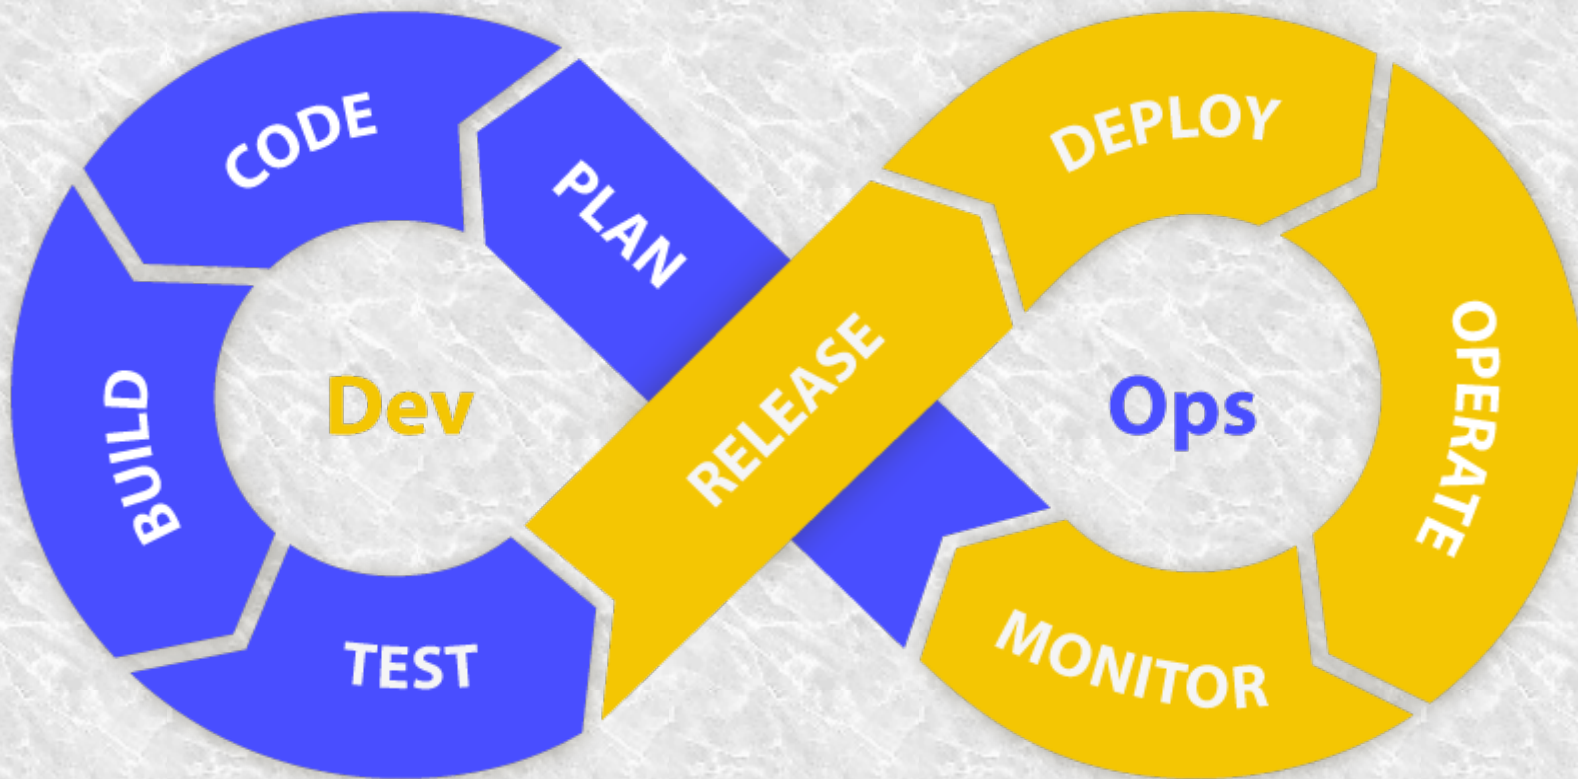 CODE
PLAN
DEPLOY
OPERATE
BUILD
Dev
RELEASE
Ops
TEST
MONITOR